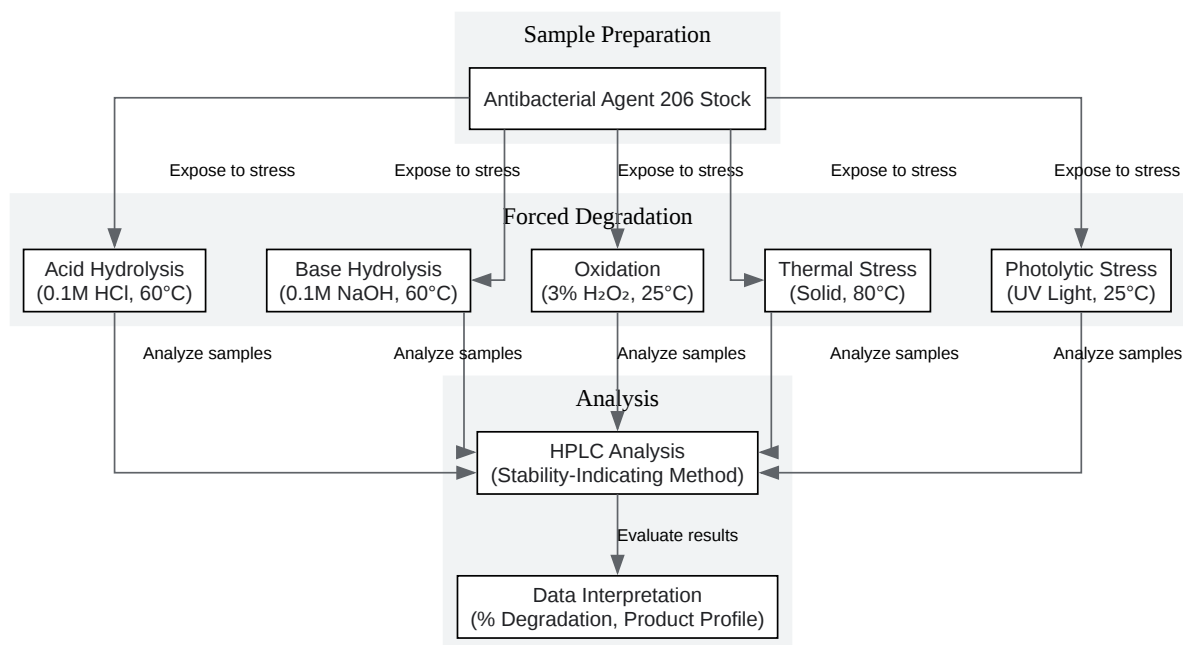 Sample Preparation
Antibacterial Agent 206 Stock
Expose to stress
Expose to stress
Expose to stress
Expose to stress
Expose to stress
Forced Degradation
Acid Hydrolysis
(0.1M HCl, 60°C)
Base Hydrolysis
(0.1M NaOH, 60°C)
Oxidation
(3% H₂O₂, 25°C)
Thermal Stress
(Solid, 80°C)
Photolytic Stress
(UV Light, 25°C)
Analyze samples
Analyze samples
Analyze samples
Analyze samples
Analyze samples
Analysis
HPLC Analysis
(Stability-Indicating Method)
Evaluate results
Data Interpretation
(% Degradation, Product Profile)